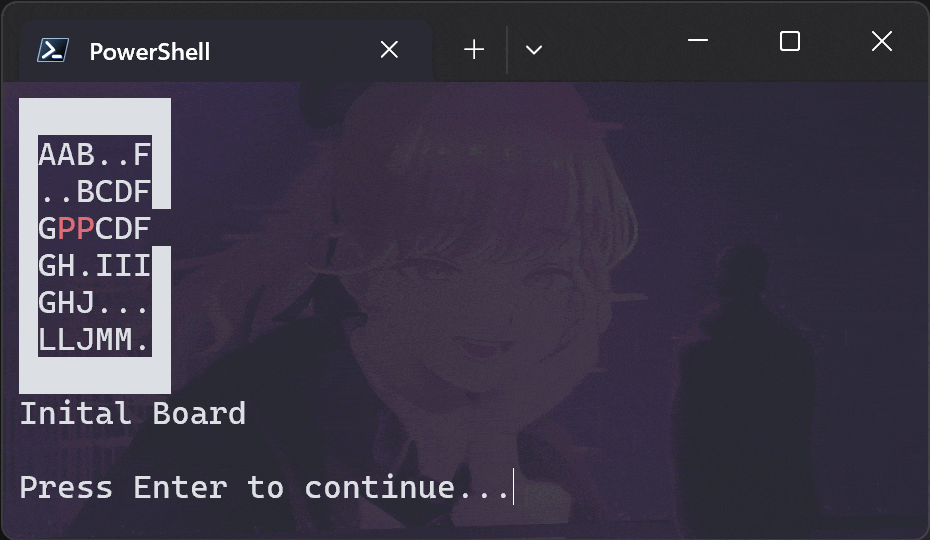 PowerShell
AAB..F
..BCDF
GPPCDF
GH.III
GHJ...
LLJMM.
Inital Board
Press Enter to continue...